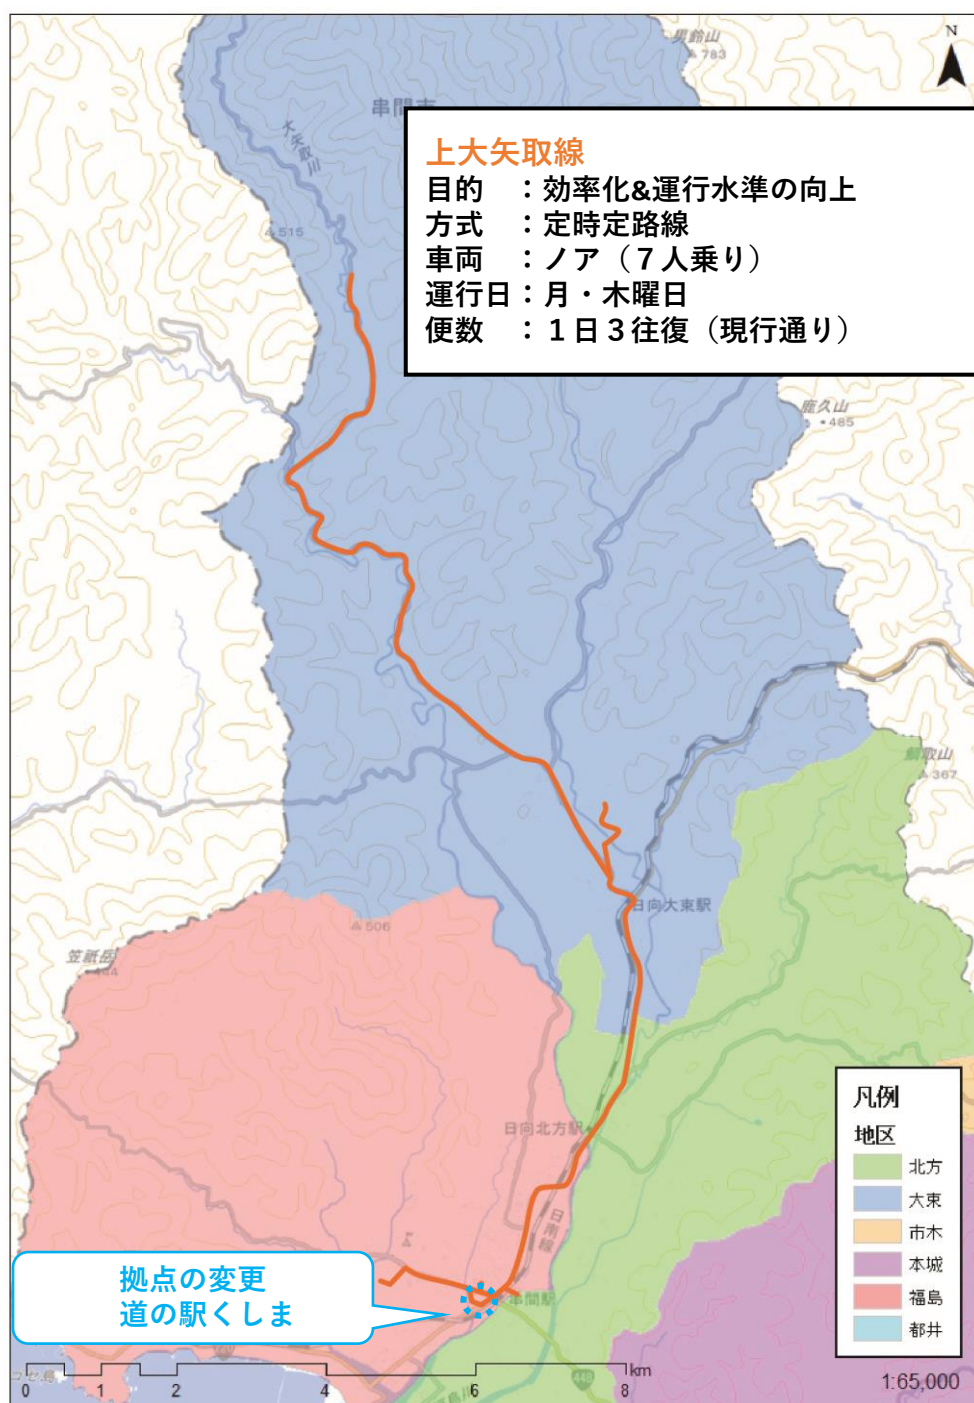 N
男鈴山
783
串間市
大矢取川
上大矢取線
目的　：効率化&運行水準の向上
方式　：定時定路線
車両　：ノア（７人乗り）
運行日：月・木曜日
便数　：１日３往復（現行通り）
515
鹿久山
485
鯛取山
367
日向大束駅
506
笠祇岳
444
日向北方駅
日南線
凡例
地区
北方
大束
市木
本城
福島
都井
拠点の変更
道の駅くしま
串間駅
448
km
0 1 2 4 6 8
1:65,000